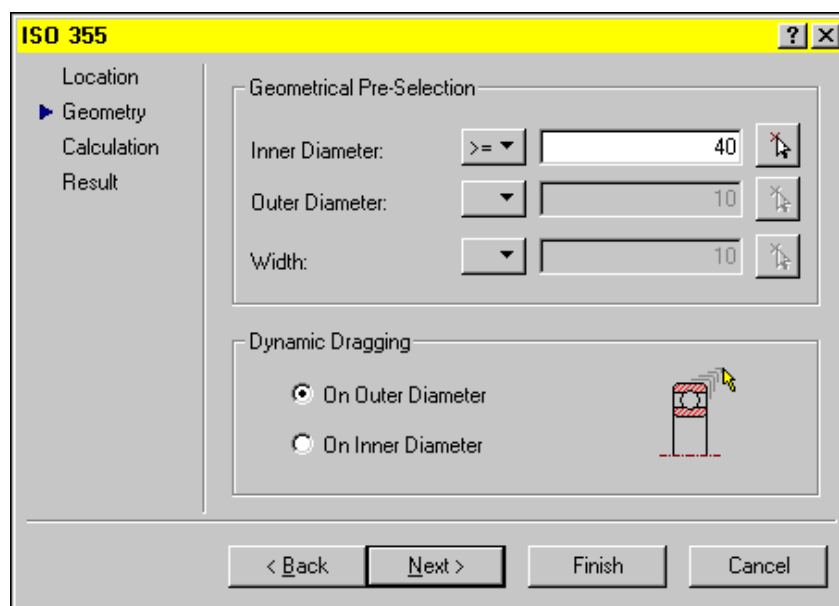 ISO 355
Location
Geometry
Calculation
Result
Geometrical Pre-Selection
Inner Diameter: >= 40
Outer Diameter: 10
Width: 10
Dynamic Dragging
On Outer Diameter
On Inner Diameter
< Back Next > Finish Cancel